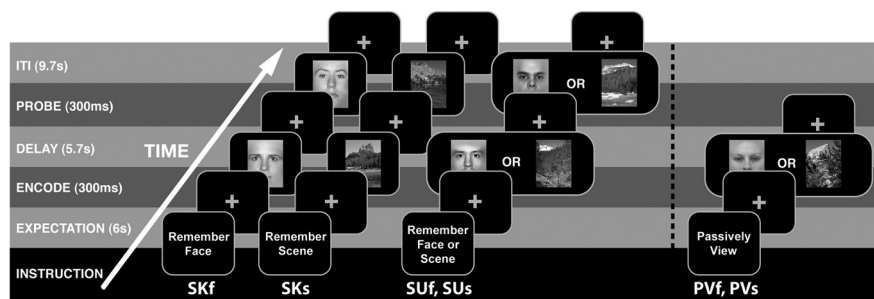 ITI (9.7s)
PROBE (300ms)
DELAY (5.7s)
ENCODE (300ms)
EXPECTATION (6s)
INSTRUCTION
TIME
OR
OR
OR
Remember
Face
Remember
Scene
Remember
Face or
Scene
Passively
View
SKf
SKs
SUf, SUs
PVf, PVs